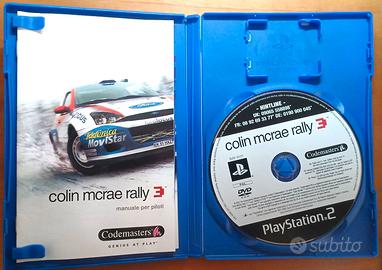 Telefónica
MoviStar
colin mcrae rally 3
manuale per piloti
Codemasters
GENIUS AT PLAY
- HINTLINE -
colin mcrae rally 3
Codemasters
DVD
PlayStation 2
subito